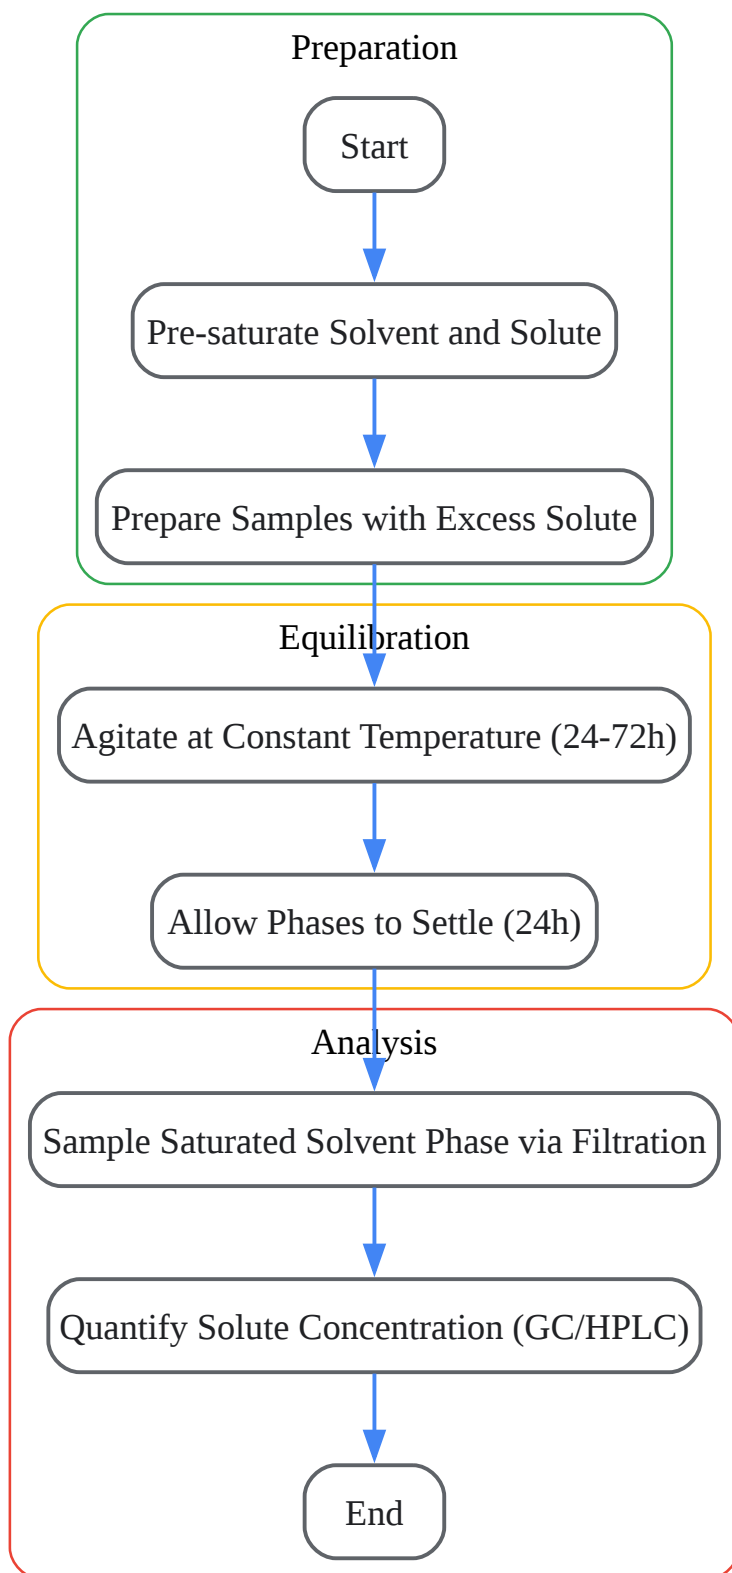 Preparation
Start
Pre-saturate Solvent and Solute
Prepare Samples with Excess Solute
Equilibration
Agitate at Constant Temperature (24-72h)
Allow Phases to Settle (24h)
Analysis
Sample Saturated Solvent Phase via Filtration
Quantify Solute Concentration (GC/HPLC)
End